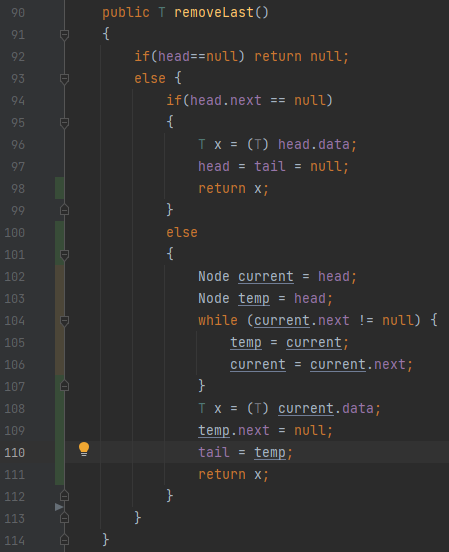 90 public T removeLast()
91 {
92 if(head==null) return null;
93 else {
94 if(head.next == null)
95 {
96 T x = (T) head.data;
97 head = tail = null;
98 return x;
99 }
100 else
101 {
102 Node current = head;
103 Node temp = head;
104 while (current.next != null) {
105 temp = current;
106 current = current.next;
107 }
108 T x = (T) current.data;
109 temp.next = null;
110 tail = temp;
111 return x;
112 }
113 }
114 }